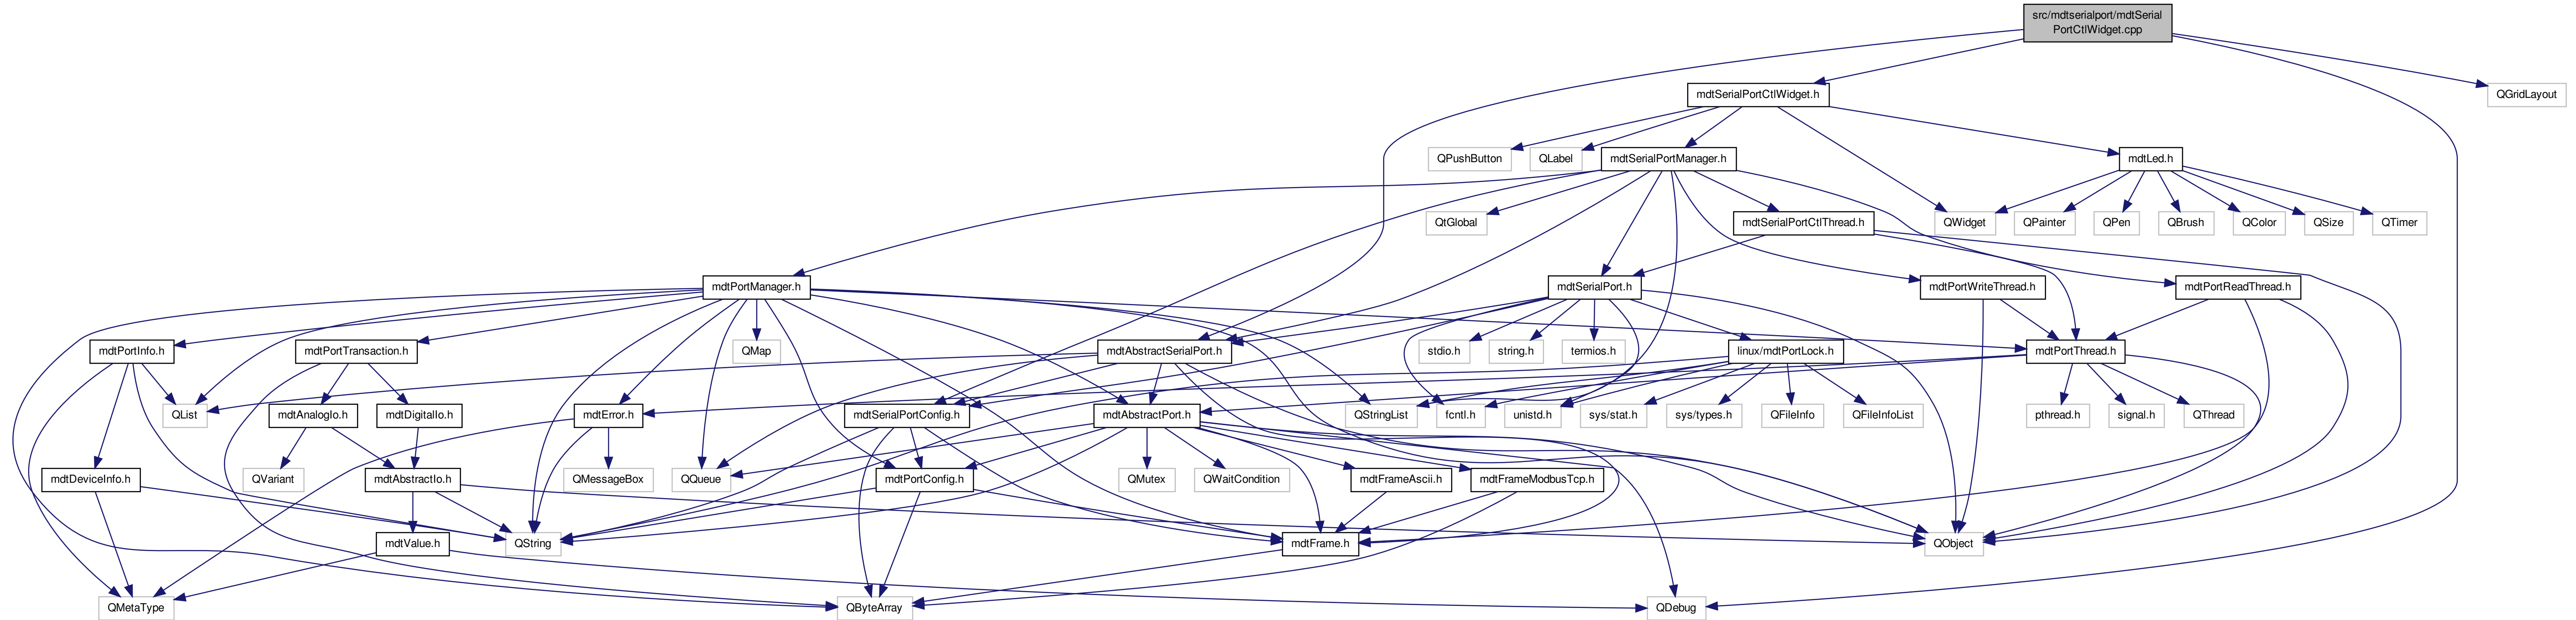 src/mdtserialport/mdtSerial
PortCtlWidget.cpp
mdtSerialPortCtlWidget.h
QGridLayout
QPushButton
QLabel
mdtSerialPortManager.h
mdtLed.h
QtGlobal
mdtSerialPortCtlThread.h
QWidget
QPainter
QPen
QBrush
QColor
QSize
QTimer
mdtPortManager.h
mdtSerialPort.h
mdtPortWriteThread.h
mdtPortReadThread.h
mdtPortInfo.h
mdtPortTransaction.h
QMap
mdtAbstractSerialPort.h
stdio.h
string.h
termios.h
linux/mdtPortLock.h
mdtPortThread.h
QList
mdtAnalogIo.h
mdtDigitalIo.h
mdtError.h
mdtSerialPortConfig.h
mdtAbstractPort.h
QStringList
fcntl.h
unistd.h
sys/stat.h
sys/types.h
QFileInfo
QFileInfoList
pthread.h
signal.h
QThread
mdtDeviceInfo.h
QVariant
mdtAbstractIo.h
QMessageBox
QQueue
mdtPortConfig.h
QMutex
QWaitCondition
mdtFrameAscii.h
mdtFrameModbusTcp.h
mdtValue.h
QString
mdtFrame.h
QObject
QMetaType
QByteArray
QDebug